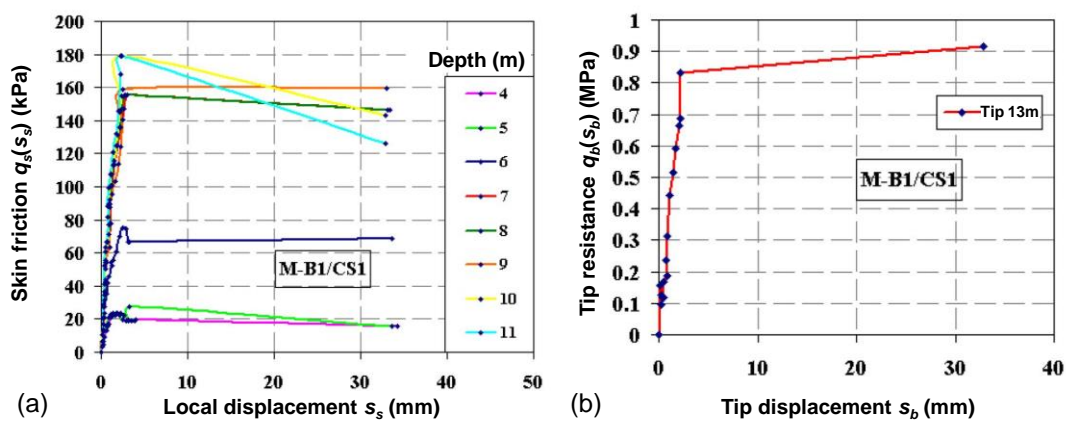 Skin friction qs(ss) (kPa)
200
180
160
140
120
100
80
60
40
20
0
0 10 20 30 40 50
Local displacement ss (mm)
Depth (m)
4
5
6
7
8
9
10
11
M-B1/CS1
(a)
Tip resistance qb(sb) (MPa)
1
0.9
0.8
0.7
0.6
0.5
0.4
0.3
0.2
0.1
0
0 10 20 30 40
Tip displacement sb (mm)
Tip 13m
M-B1/CS1
(b)